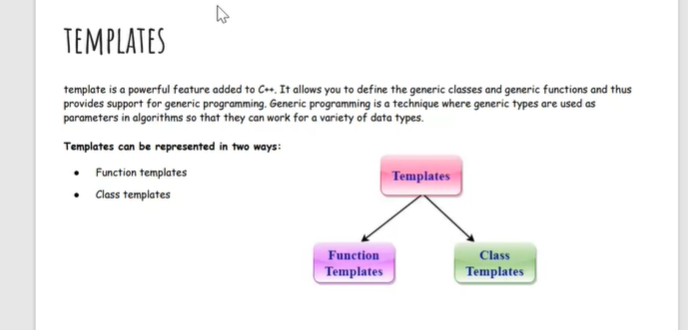 TEMPLATES
template is a powerful feature added to C++. It allows you to define the generic classes and generic functions and thus
provides support for generic programming. Generic programming is a technique where generic types are used as
parameters in algorithms so that they can work for a variety of data types.
Templates can be represented in two ways:
• Function templates
• Class templates
Templates
Function
Templates
Class
Templates